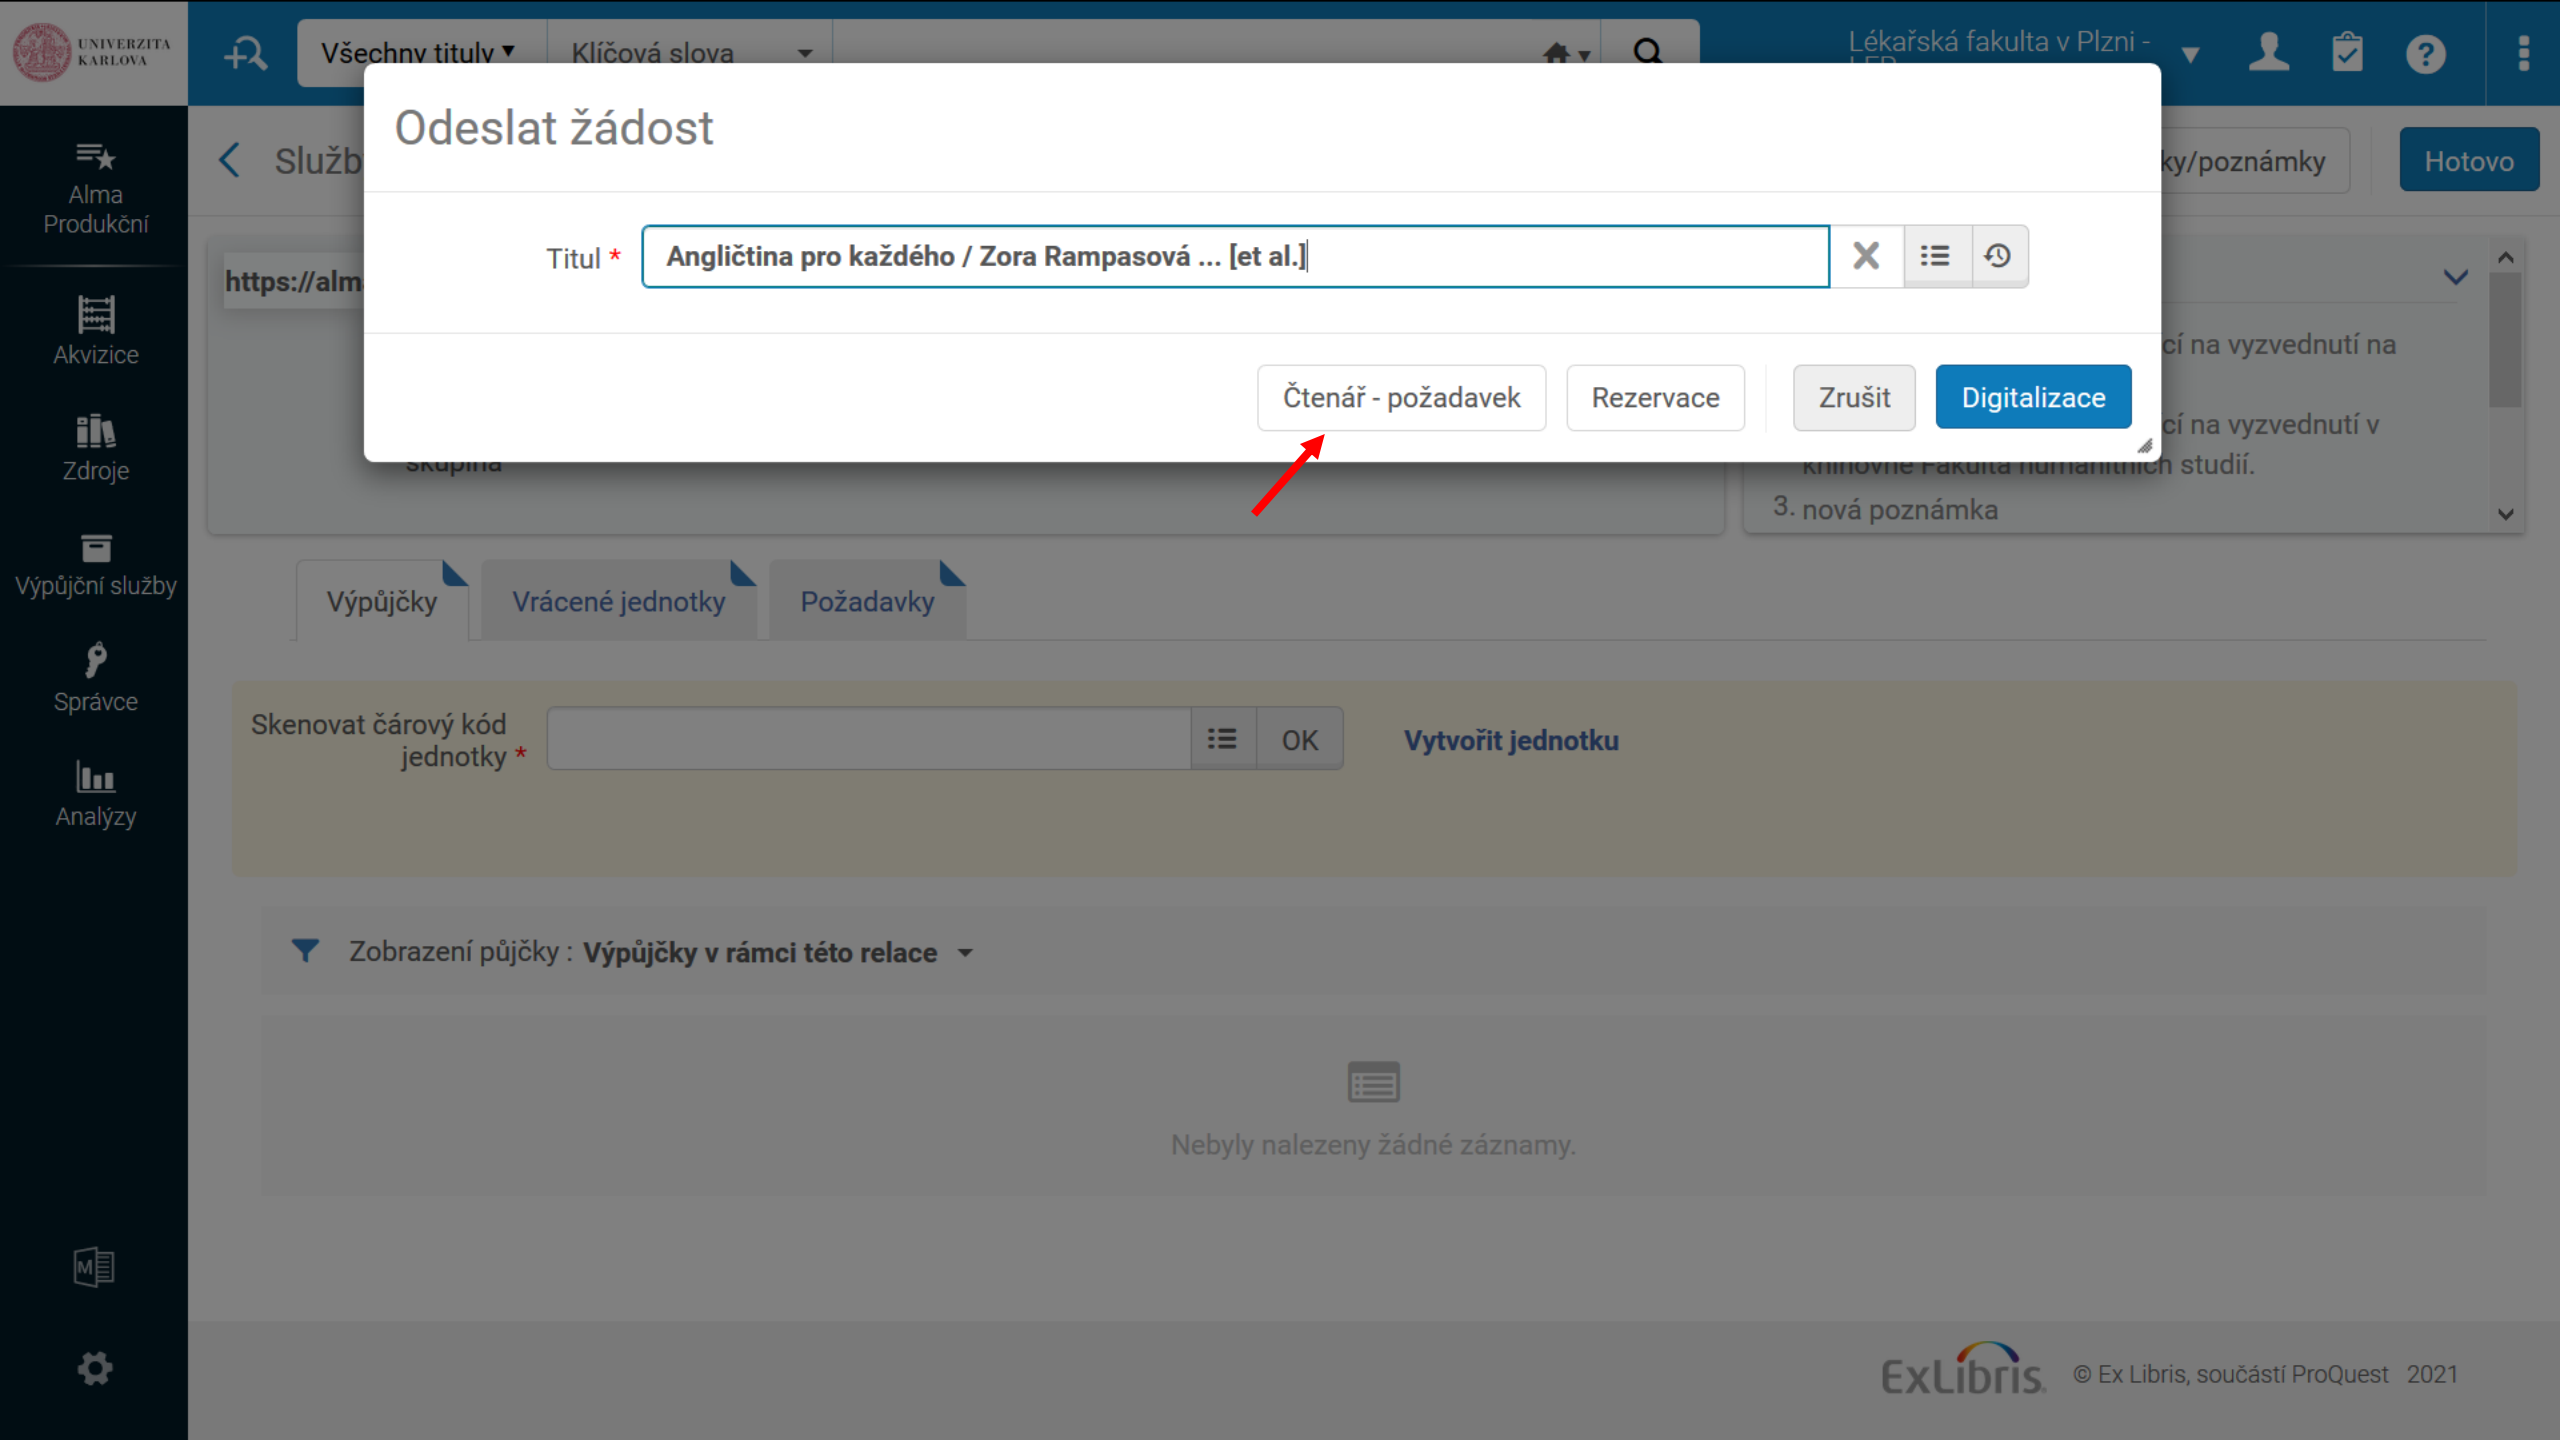 UNIVERZITA
KARLOVA
Všechny tituly
Klíčová slova
Lékařská fakulta v Plzni -
Odeslat žádost
Služb
ky/poznámky
Hotovo
Alma
Produkční
Titul *
Angličtina pro každého / Zora Rampasová ... [et al.]
https://alm
cí na vyzvednutí na
Akvizice
Čtenář - požadavek
Rezervace
Zrušit
Digitalizace
cí na vyzvednutí v
skupina
knihovně Fakulta humanitních studií.
Zdroje
3. nová poznámka
Výpůjční služby
Výpůjčky
Vrácené jednotky
Požadavky
Správce
Skenovat čárový kód
jednotky *
OK
Vytvořit jednotku
Analýzy
Zobrazení půjčky : Výpůjčky v rámci této relace
Nebyly nalezeny žádné záznamy.
ExLibris
© Ex Libris, součástí ProQuest 2021